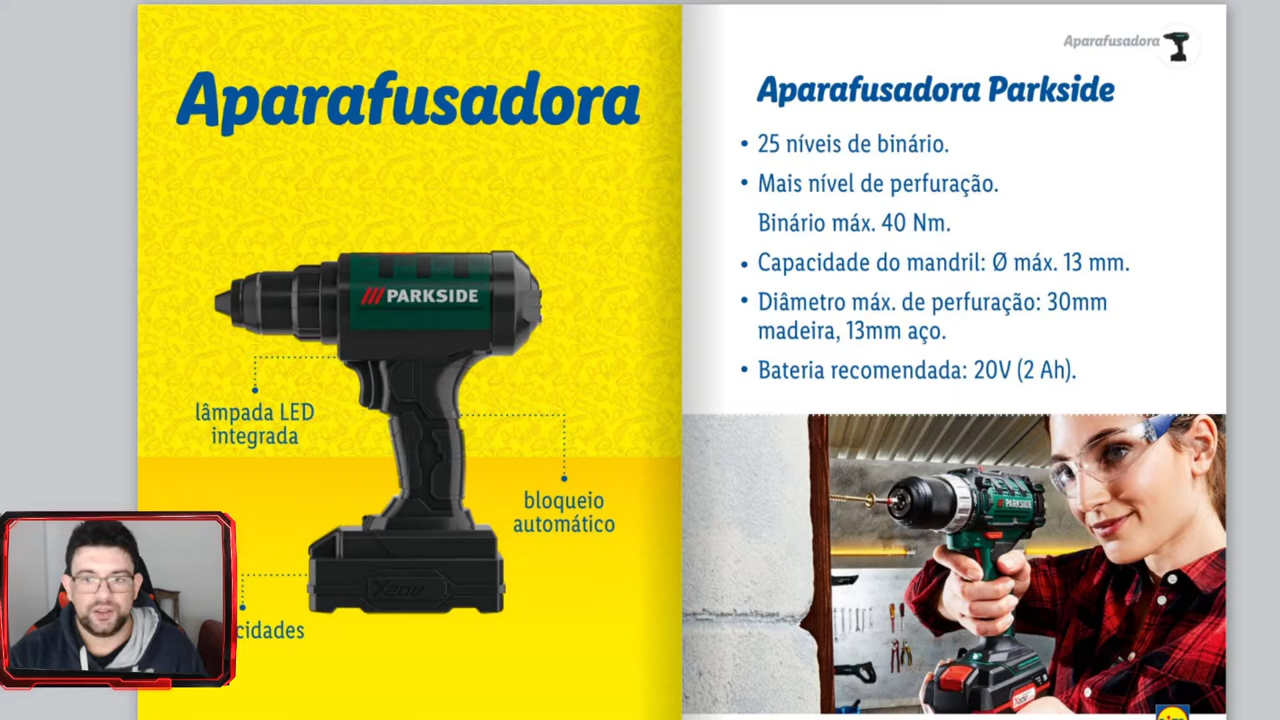 Aparafusadora
PARKSIDE
lâmpada LED
integrada
bloqueio
automático
X20V
Aparafusadora
Aparafusadora Parkside
• 25 níveis de binário.
• Mais nível de perfuração.
Binário máx. 40 Nm.
• Capacidade do mandril: Ø máx. 13 mm.
• Diâmetro máx. de perfuração: 30mm
madeira, 13mm aço.
• Bateria recomendada: 20V (2 Ah).
PARKSIDE